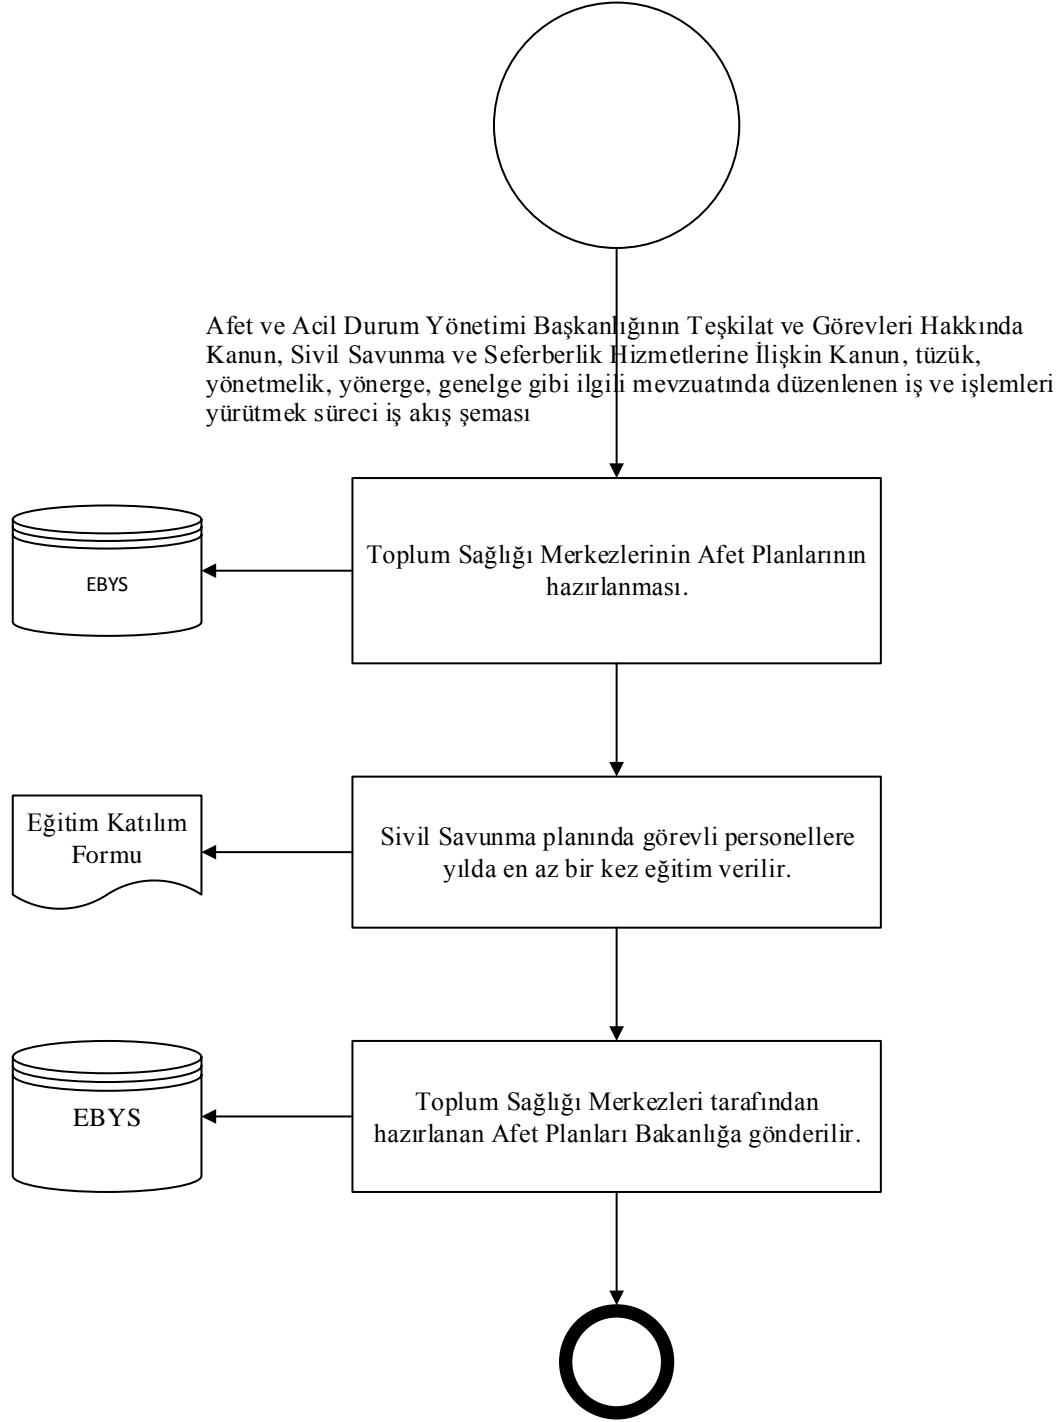 Afet ve Acil Durum Yönetimi Başkanlığının Teşkilat ve Görevleri Hakkında
Kanun, Sivil Savunma ve Seferberlik Hizmetlerine İlişkin Kanun, tüzük,
yönetmelik, yönerge, genelge gibi ilgili mevzuatında düzenlenen iş ve işlemleri
yürütmek süreci iş akış şeması
Toplum Sağlığı Merkezlerinin Afet Planlarının
hazırlanması.
EBYS
Eğitim Katılım
Formu
Sivil Savunma planında görevli personellere
yılda en az bir kez eğitim verilir.
EBYS
Toplum Sağlığı Merkezleri tarafından
hazırlanan Afet Planları Bakanlığa gönderilir.